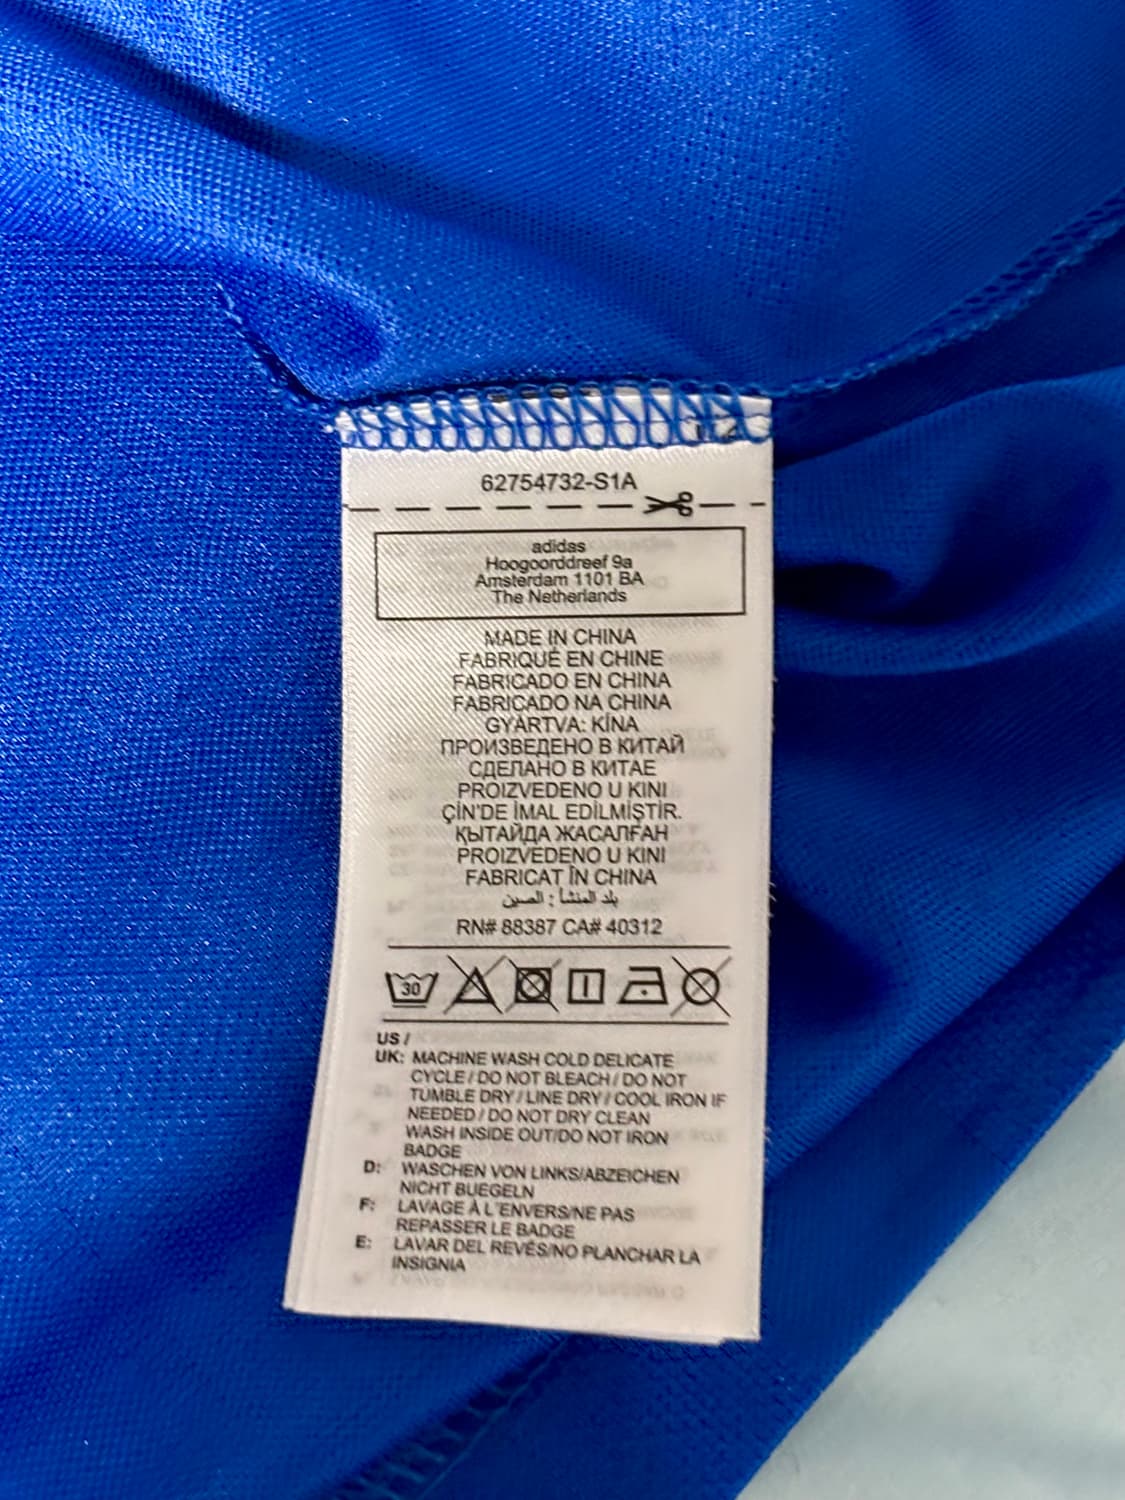 62754732-S1A
adidas
Hoogoorddreef 9a
Amsterdam 1101 BA
The Netherlands
MADE IN CHINA
FABRIQUÉ EN CHINE
FABRICADO EN CHINA
FABRICADO NA CHINA
GYÁRTVA: KÍNA
ПРОИЗВЕДЕНО В КИТАЙ
СДЕЛАНО В КИТАЕ
PROIZVEDENO U KINI
ÇİN'DE İMAL EDİLMİŞTİR.
ҚЫТАЙДА ЖАСАЛҒАН
PROIZVEDENO U KINI
FABRICAT ÎN CHINA
بلد المنشأ : الصين
RN# 88387 CA# 40312
30
US /
UK: MACHINE WASH COLD DELICATE
CYCLE / DO NOT BLEACH / DO NOT
TUMBLE DRY / LINE DRY / COOL IRON IF
NEEDED / DO NOT DRY CLEAN
WASH INSIDE OUT/DO NOT IRON
BADGE
D: WASCHEN VON LINKS/ABZEICHEN
NICHT BUEGELN
F: LAVAGE À L'ENVERS/NE PAS
REPASSER LE BADGE
E: LAVAR DEL REVÉS/NO PLANCHAR LA
INSIGNIA